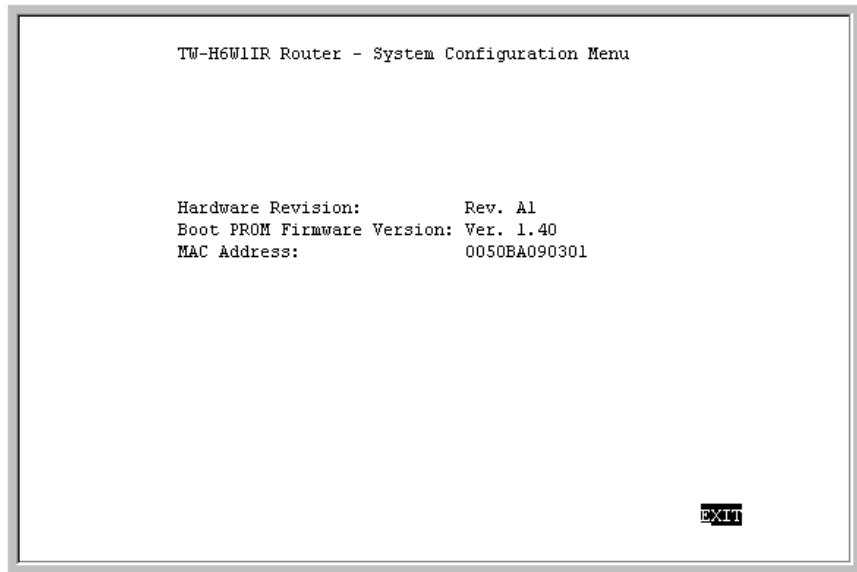 TW-H6W1IR Router - System Configuration Menu
Hardware Revision: Rev. A1
Boot PROM Firmware Version: Ver. 1.40
MAC Address: 0050BA090301
EXIT